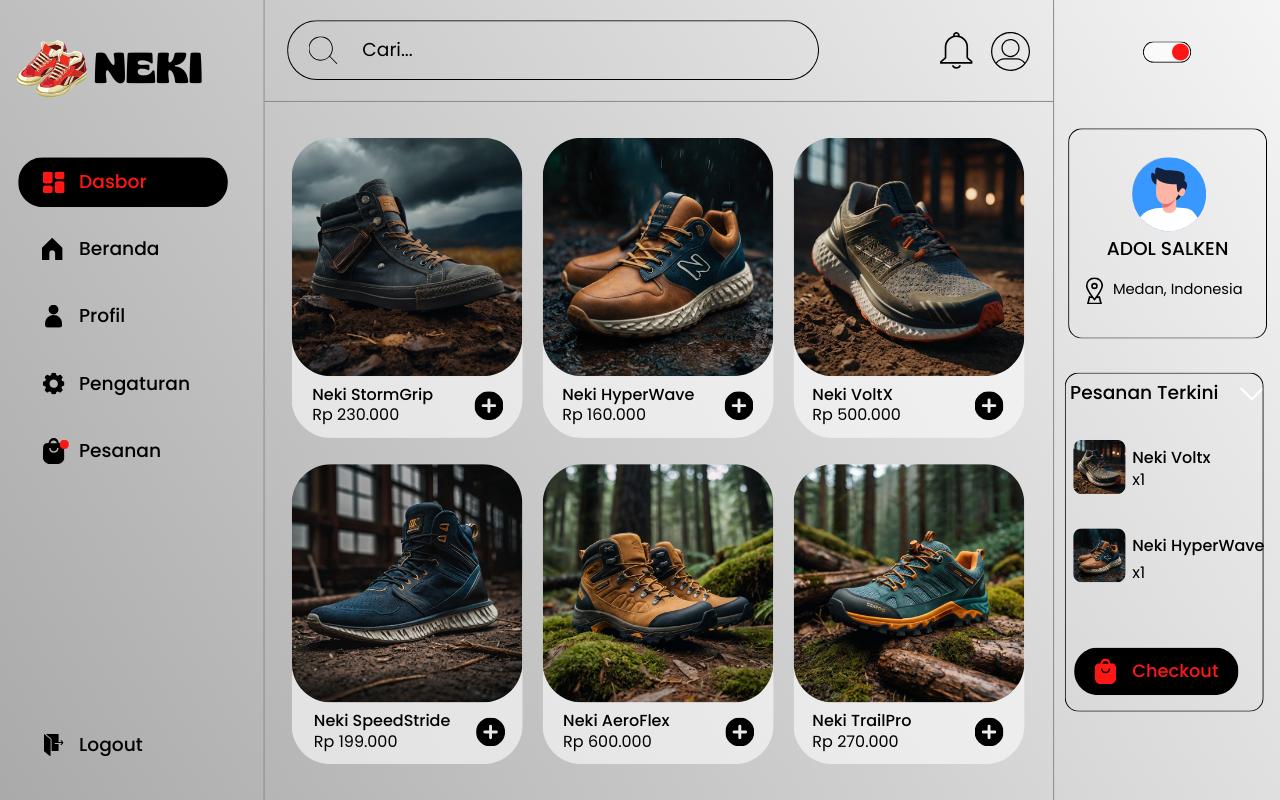 NEKI
Cari...
Dasbor
Beranda
Profil
Pengaturan
Pesanan
Logout
Neki StormGrip
Rp 230.000
Neki HyperWave
Rp 160.000
Neki VoltX
Rp 500.000
Neki SpeedStride
Rp 199.000
Neki AeroFlex
Rp 600.000
Neki TrailPro
Rp 270.000
ADOL SALKEN
Medan, Indonesia
Pesanan Terkini
Neki Voltx
x1
Neki HyperWave
x1
Checkout